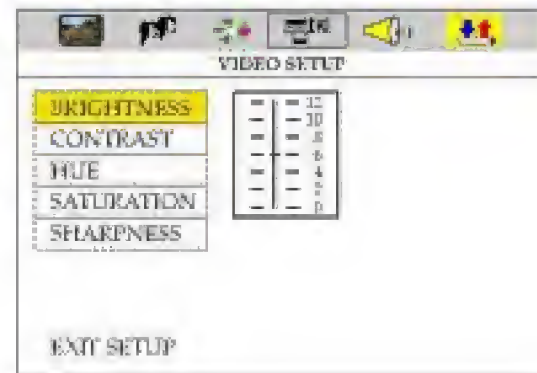 VIDEO SETUP
BRIGHTNESS
CONTRAST
HUE
SATURATION
SHARPNESS
12
10
8
6
4
2
0
EXIT SETUP